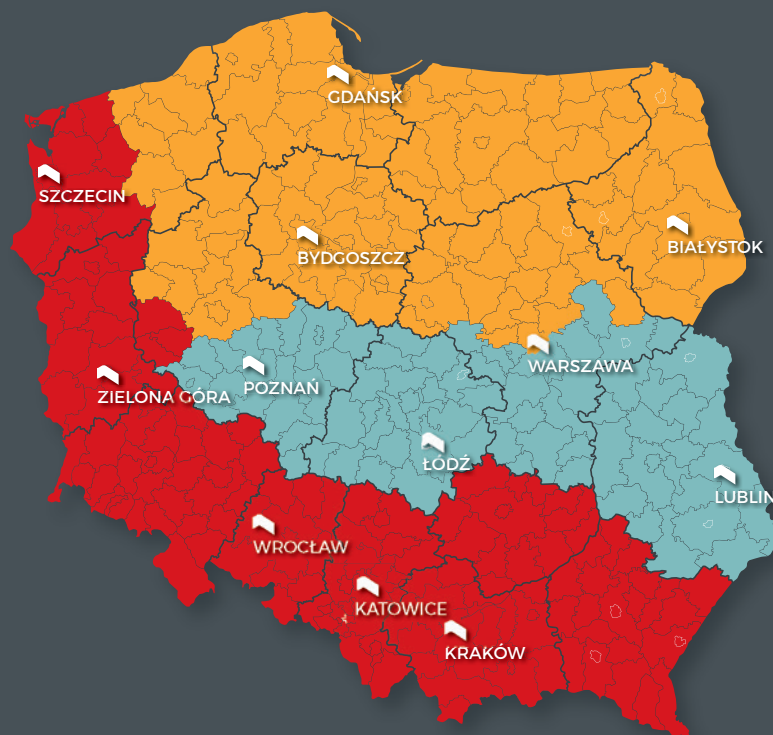 GDAŃSK
SZCZECIN
BIAŁYSTOK
BYDGOSZCZ
WARSZAWA
POZNAŃ
ZIELONA GÓRA
ŁÓDŹ
LUBLIN
WROCŁAW
KATOWICE
KRAKÓW